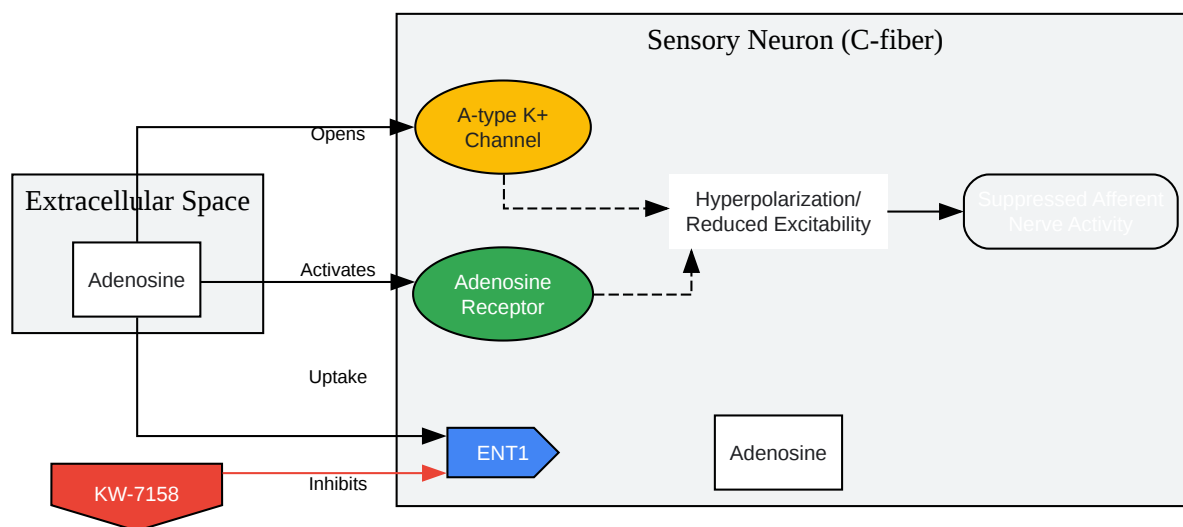 Sensory Neuron (C-fiber)
A-type K+
Channel
Opens
Extracellular Space
Hyperpolarization/
Reduced Excitability
Suppressed Afferent
Nerve Activity
Adenosine
Activates
Adenosine
Receptor
Uptake
ENT1
Adenosine
KW-7158
Inhibits